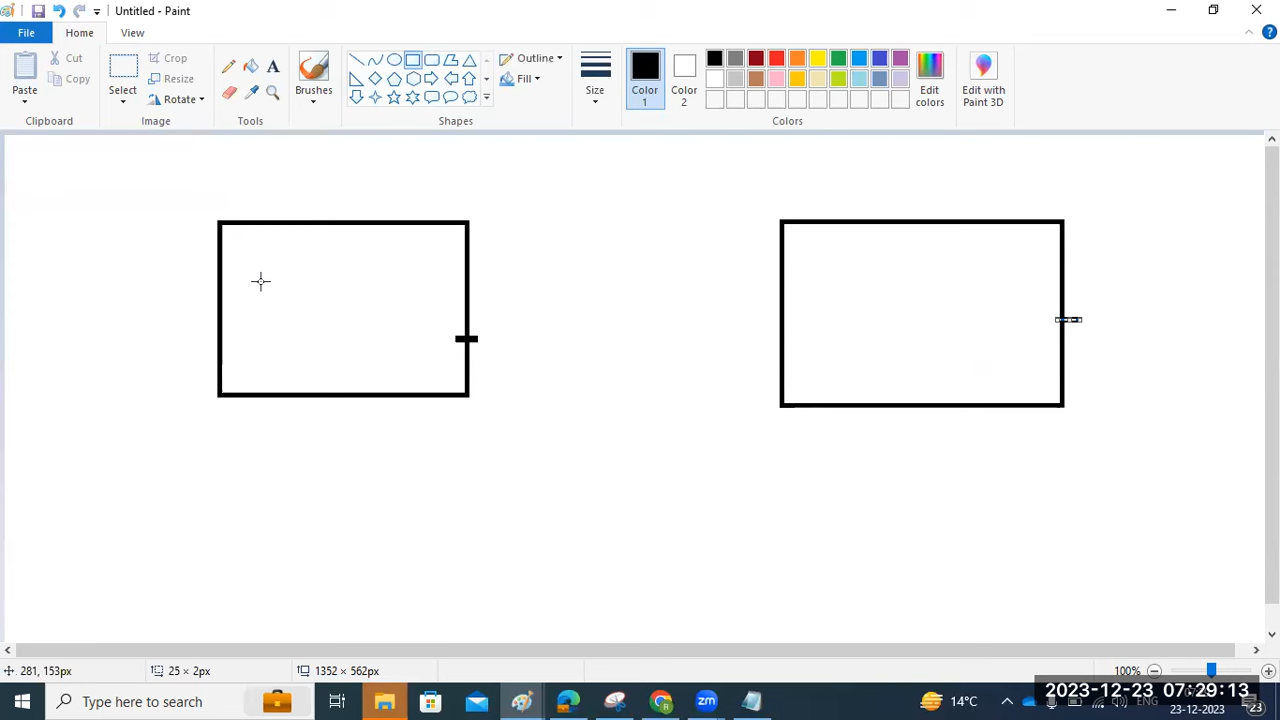 Untitled - Paint
File
Home
View
Paste
Cut
Copy
Clipboard
Select
Crop
Resize
Rotate
Image
Tools
Brushes
Shapes
Outline
Fill
Size
Color 1
Color 2
Edit colors
Edit with Paint 3D
Colors
281, 153px
25 × 2px
1352 × 562px
100%
Type here to search
14°C
ENG
2023-12-23 07:29:13
23-12-2023
23